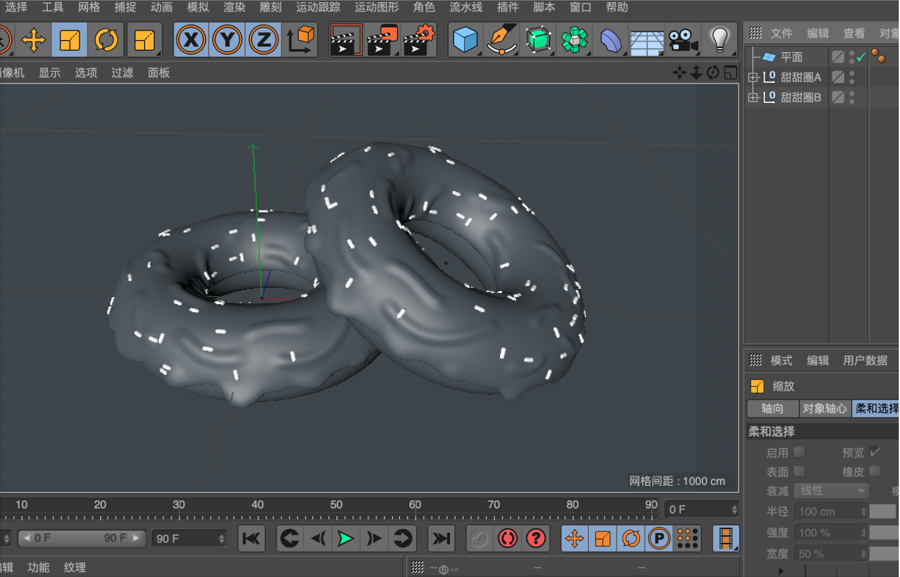 选择 工具 网格 捕捉 动画 模拟 渲染 雕刻 运动跟踪 运动图形 角色 流水线 插件 脚本 窗口 帮助
X Y Z
文件 编辑 查看
平面
L0 甜甜圈A
L0 甜甜圈B
显示 选项 过滤 面板
网格间距 : 1000 cm
模式 编辑 用户数据
缩放
轴向 对象轴心 柔和选择
柔和选择
启用 预览
表面 橡皮
衰减 线性
半径 100 cm
强度 100 %
宽度 50 %
10 20 30 40 50 60 70 80 90 0 F
0 F 90 F 90 F
P
功能 纹理
-- -- --